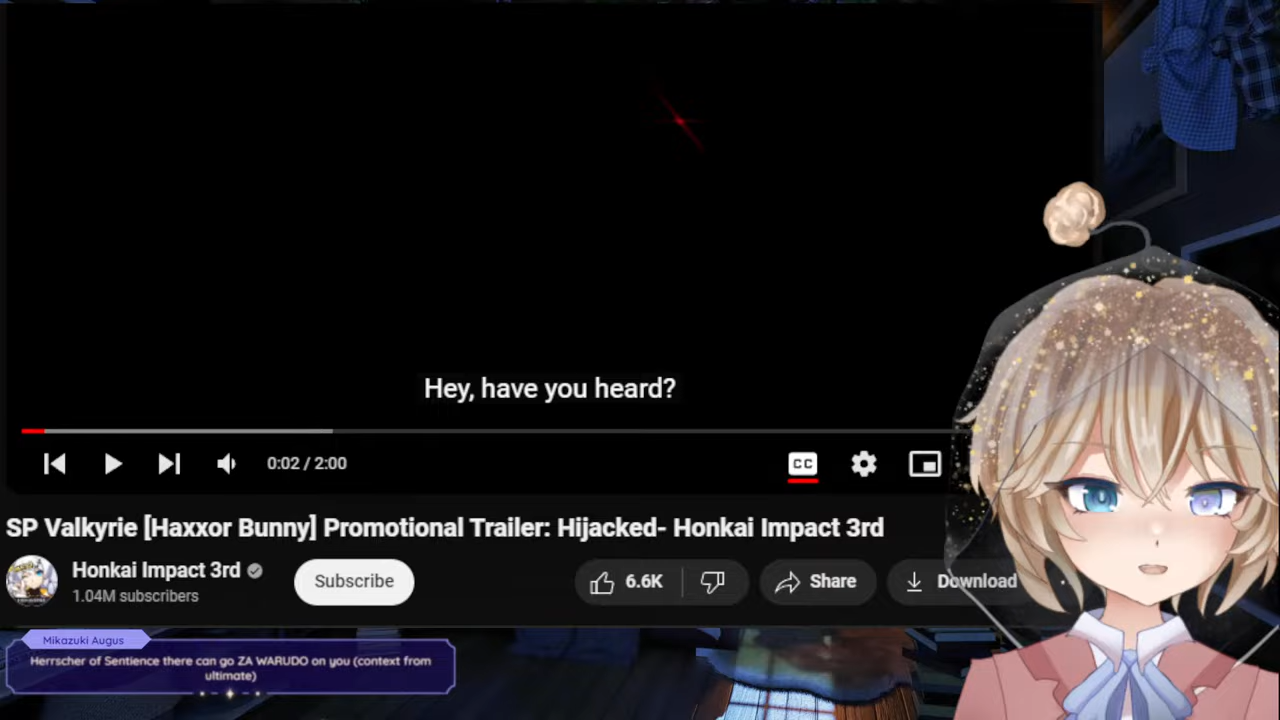 Hey, have you heard?
0:02 / 2:00
CC
SP Valkyrie [Haxxor Bunny] Promotional Trailer: Hijacked- Honkai Impact 3rd
Honkai Impact 3rd
1.04M subscribers
Subscribe
6.6K
Share
Download
Mikazuki Augus
Herrscher of Sentience there can go ZA WARUDO on you (context from
ultimate)